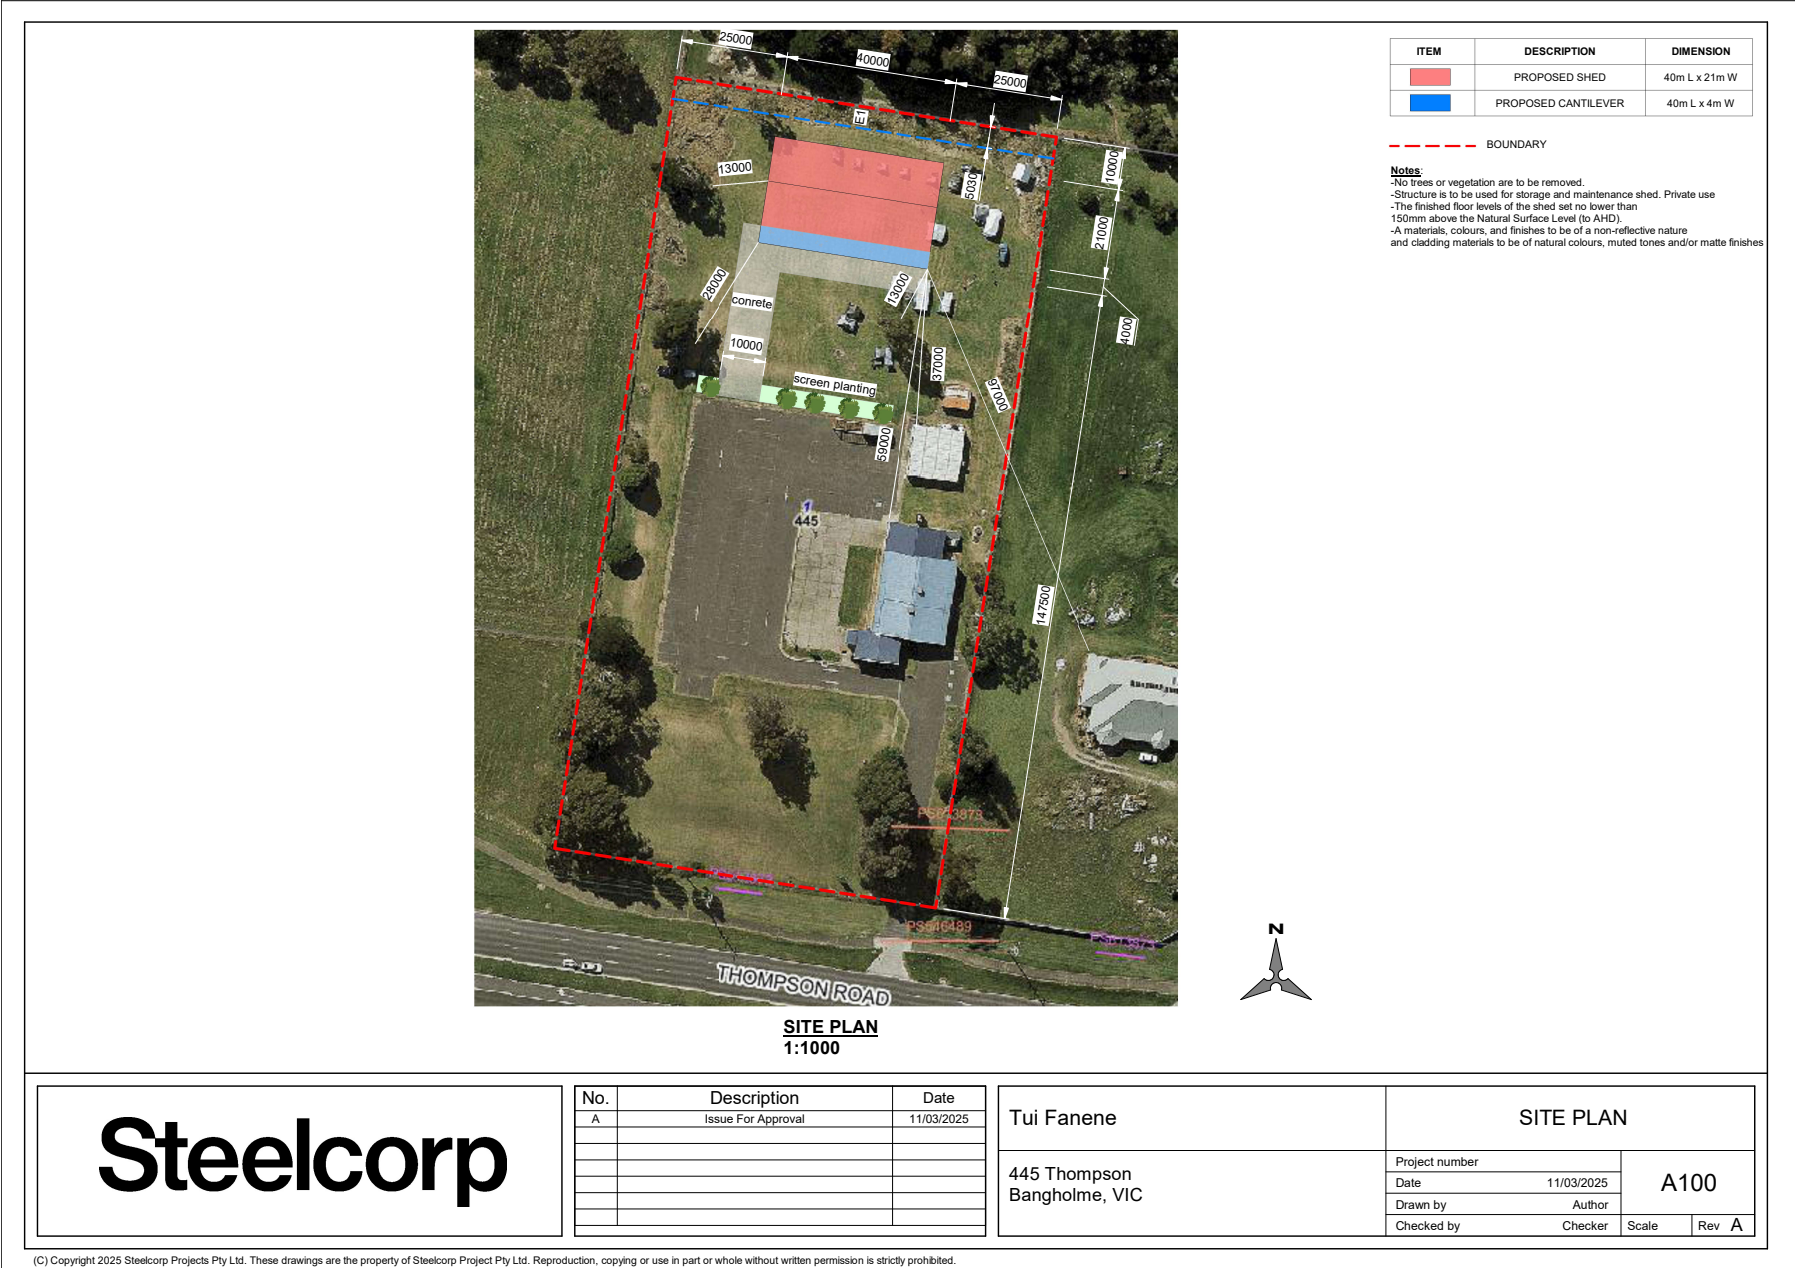 25000
40000
25000
E1
13000
5030
10000
21000
28000
conrete
13000
4000
10000
screen planting
37000
97000
59000
1
445
147500
PS613873
PS546489
PS613873
THOMPSON ROAD
SITE PLAN
1:1000
ITEM DESCRIPTION DIMENSION
PROPOSED SHED 40m L x 21m W
PROPOSED CANTILEVER 40m L x 4m W
BOUNDARY
Notes:
-No trees or vegetation are to be removed.
-Structure is to be used for storage and maintenance shed. Private use
-The finished floor levels of the shed set no lower than
150mm above the Natural Surface Level (to AHD).
-A materials, colours, and finishes to be of a non-reflective nature
and cladding materials to be of natural colours, muted tones and/or matte finishes
N
Steelcorp
No. Description Date
A Issue For Approval 11/03/2025
Tui Fanene
445 Thompson
Bangholme, VIC
SITE PLAN
Project number
Date 11/03/2025
Drawn by Author
Checked by Checker
A100
Scale
Rev A
(C) Copyright 2025 Steelcorp Projects Pty Ltd. These drawings are the property of Steelcorp Project Pty Ltd. Reproduction, copying or use in part or whole without written permission is strictly prohibited.